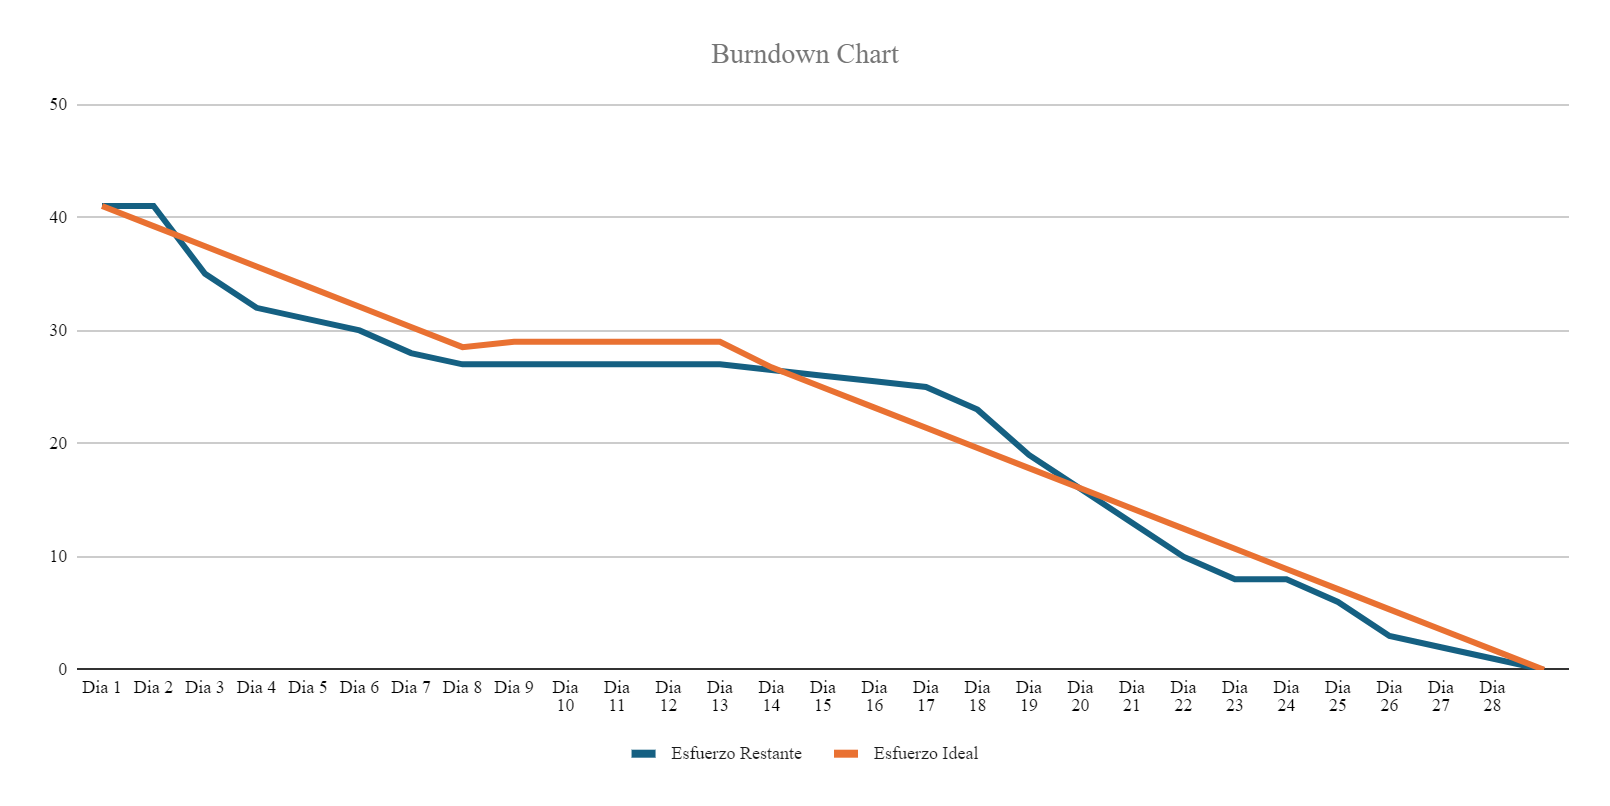 Burndown Chart
50
40
30
20
10
0
Dia 1 Dia 2 Dia 3 Dia 4 Dia 5 Dia 6 Dia 7 Dia 8 Dia 9 Dia 10 Dia 11 Dia 12 Dia 13 Dia 14 Dia 15 Dia 16 Dia 17 Dia 18 Dia 19 Dia 20 Dia 21 Dia 22 Dia 23 Dia 24 Dia 25 Dia 26 Dia 27 Dia 28
Esfuerzo Restante Esfuerzo Ideal